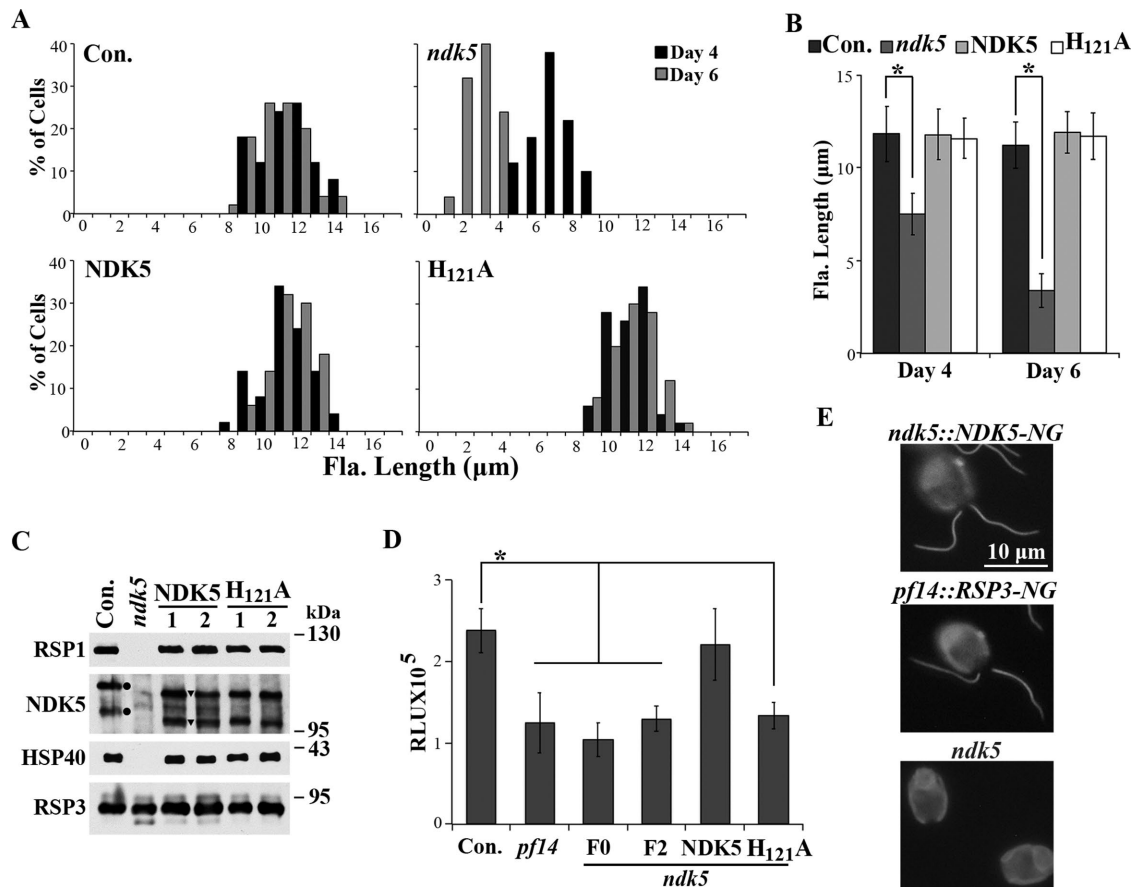 A
Con.
% of Cells
40
30
20
10
0
0 2 4 6 8 10 12 14 16
ndk5
Day 4
Day 6
0 2 4 6 8 10 12 14 16
NDK5
% of Cells
40
30
20
10
0
0 2 4 6 8 10 12 14 16
H121A
0 2 4 6 8 10 12 14 16
Fla. Length (µm)
B
Con. ndk5 NDK5 H121A
Fla. Length (µm)
15
10
5
0
* *
Day 4 Day 6
C
Con. ndk5 NDK5 H121A
1 2 1 2 kDa
RSP1 130
NDK5 95
HSP40 43
RSP3 95
D
*
RLUX10^5
3
2
1
0
Con. pf14 F0 F2 NDK5 H121A
ndk5
E
ndk5::NDK5-NG
10 µm
pf14::RSP3-NG
ndk5